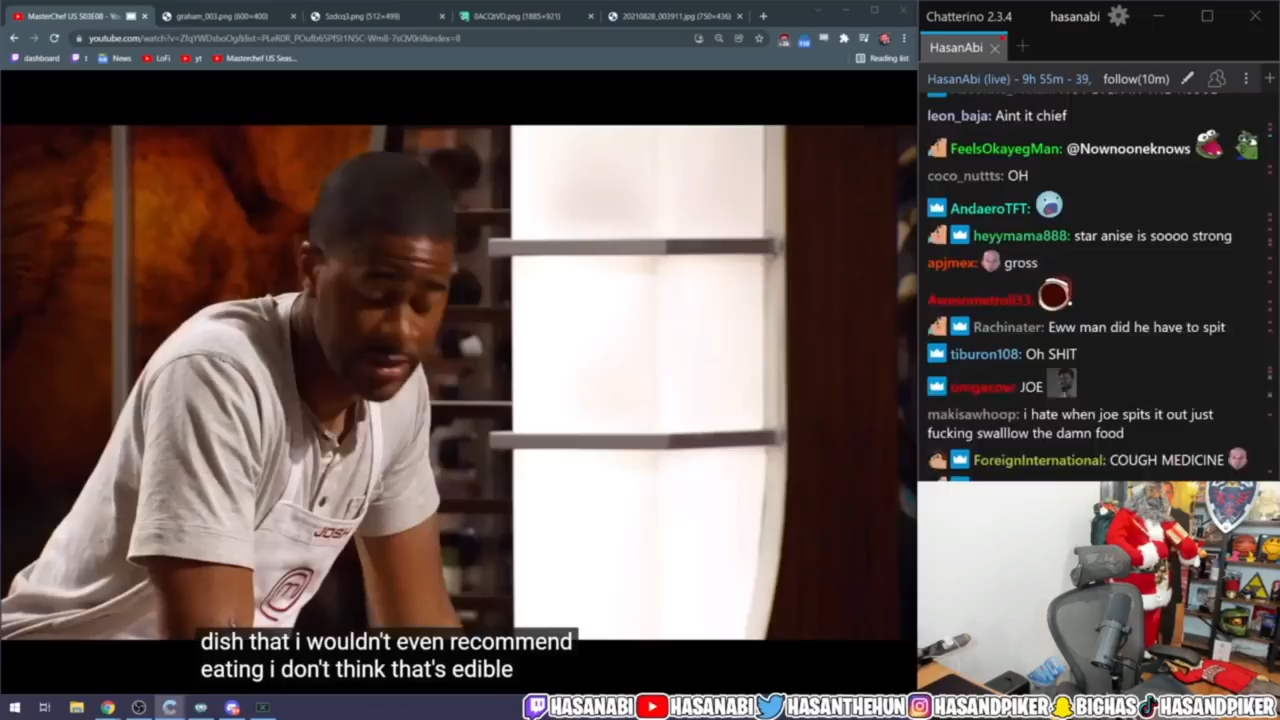 MasterChef US S03E08 - Yo
graham_003.png (600×400)
5zdcq3.png (512×499)
0ACQtVD.png (1885×921)
20210828_003911.jpg (750×436)
Chatterino 2.3.4
hasanabi
dashboard
t
News
LoFi
yt
Masterchef US Seas...
Reading list
HasanAbi
HasanAbi (live) - 9h 55m - 39,
follow(10m)
leon_baja: Aint it chief
FeelsOkayegMan: @Nownooneknows
coco_nuttts: OH
AndaeroTFT:
heyymama888: star anise is soooo strong
apjmex: gross
Awesometroll33
Rachinater: Eww man did he have to spit
tiburon108: Oh SHIT
JOE
makisawhoop: i hate when joe spits it out just
fucking swalllow the damn food
ForeignInternational: COUGH MEDICINE
JOSH
dish that i wouldn't even recommend
eating i don't think that's edible
HASANABI HASANABI HASANTHEHUN HASANDPIKER BIGHAS HASANDPIKER